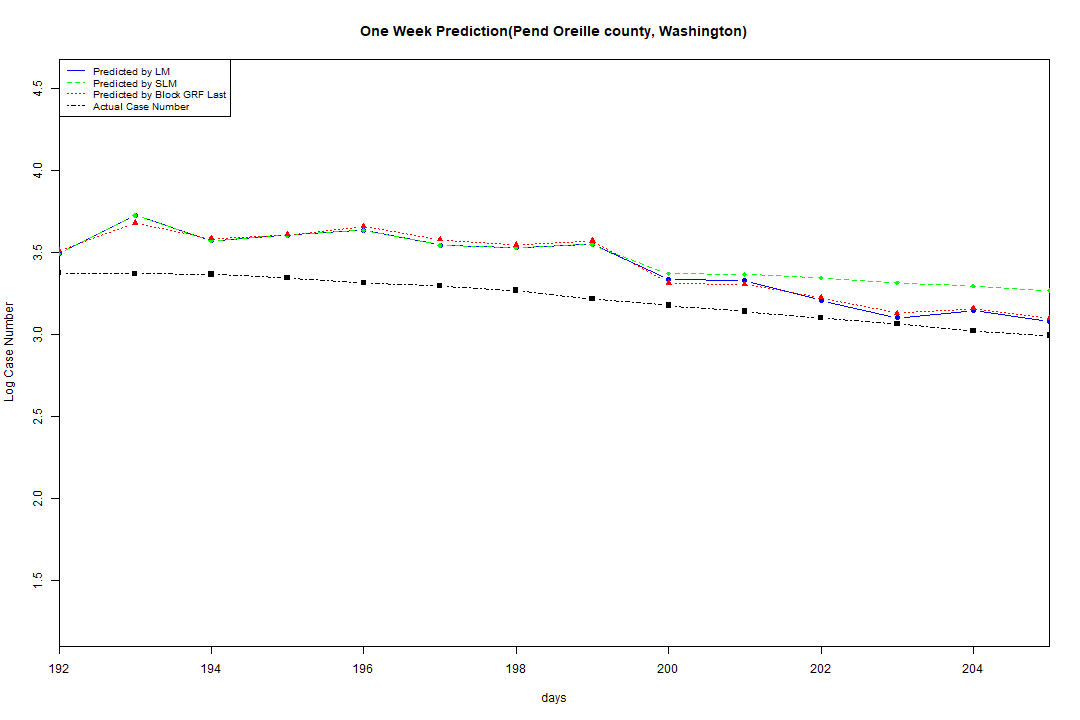 One Week Prediction(Pend Oreille county, Washington)
Predicted by LM
Predicted by SLM
Predicted by Block GRF Last
Actual Case Number
4.5
4.0
3.5
3.0
2.5
2.0
1.5
Log Case Number
192 194 196 198 200 202 204
days